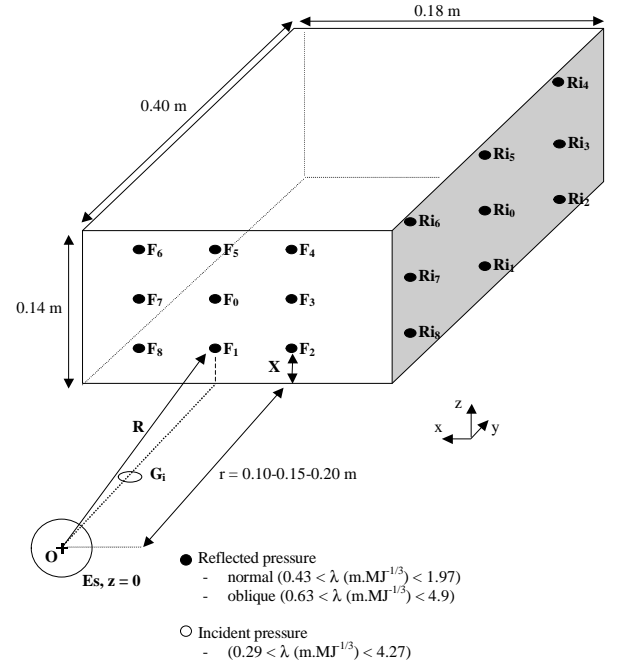 0.18 m
0.40 m
Ri4
Ri5
Ri3
Ri6
Ri0
Ri2
F6
F5
F4
Ri7
Ri1
0.14 m
F7
F0
F3
Ri8
F8
F1
F2
X
z
x
y
R
Gi
r = 0.10-0.15-0.20 m
O
Es, z = 0
Reflected pressure
- normal (0.43 < λ (m.MJ-1/3) < 1.97)
- oblique (0.63 < λ (m.MJ-1/3) < 4.9)
Incident pressure
- (0.29 < λ (m.MJ-1/3) < 4.27)